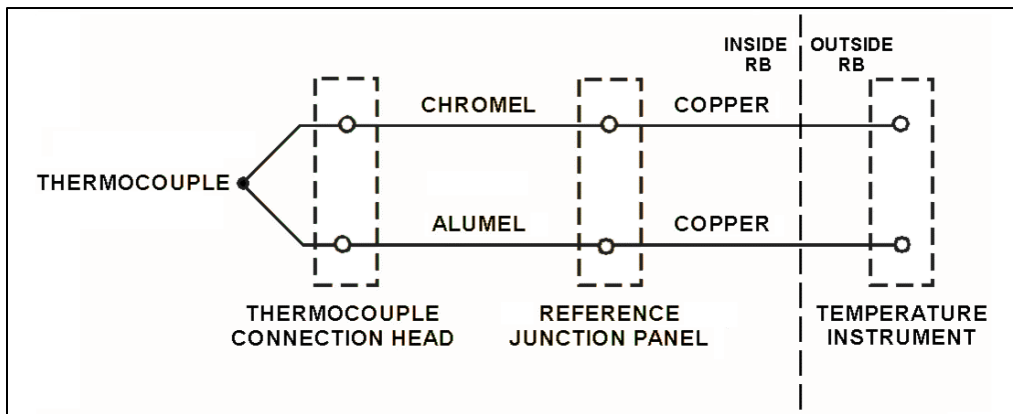 INSIDE
RB
OUTSIDE
RB
CHROMEL
COPPER
THERMOCOUPLE
ALUMEL
COPPER
THERMOCOUPLE
CONNECTION HEAD
REFERENCE
JUNCTION PANEL
TEMPERATURE
INSTRUMENT